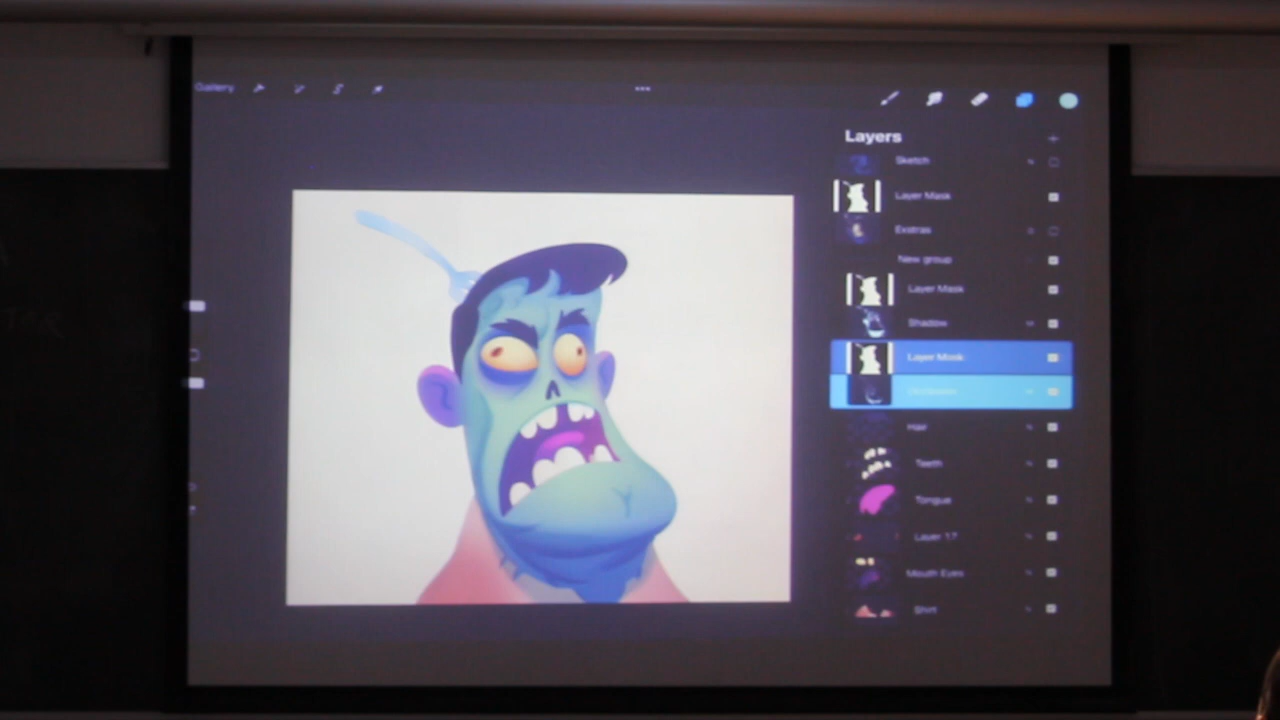 Gallery
Layers
Sketch
Layer Mask
Exstras
New group
Layer Mask
Shadow
Layer Mask
Hair
Teeth
Tongue
Layer 17
Mouth Eyes
Shirt